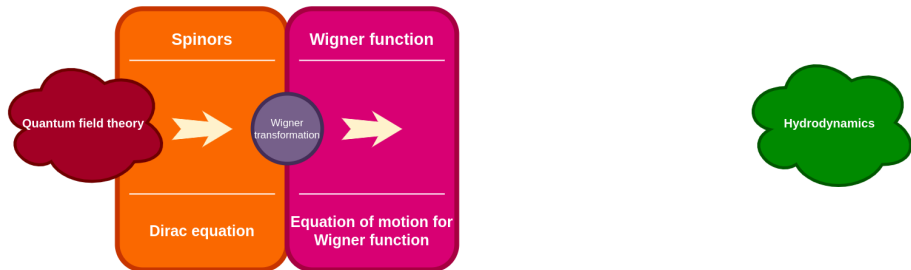 Spinors
Wigner function
Quantum field theory
Wigner
transformation
Hydrodynamics
Dirac equation
Equation of motion for
Wigner function